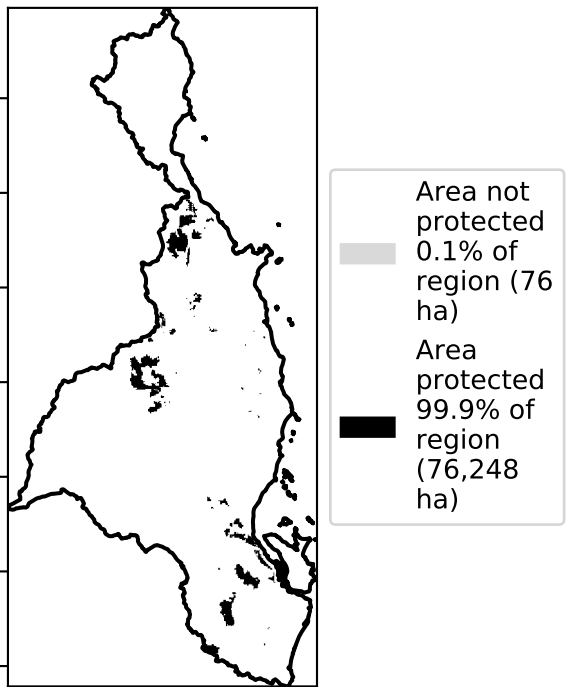 Area not
protected
0.1% of
region (76
ha)
Area
protected
99.9% of
region
(76,248
ha)